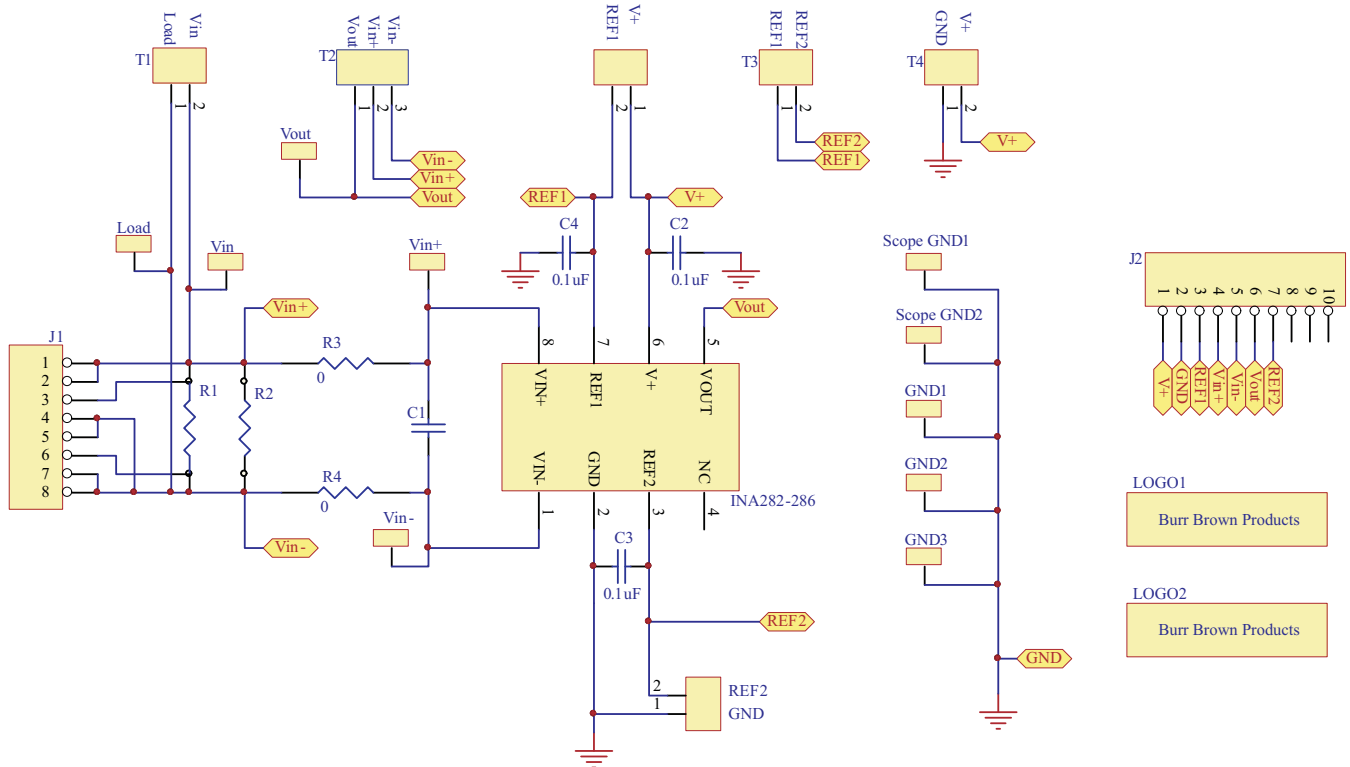 Load
Vin
T1
1
2
Vout
Vin+
Vin-
T2
1
2
3
REF1
V+
2
1
REF1
REF2
T3
1
2
GND
V+
T4
1
2
Vout
Vin-
Vin+
Vout
REF2
REF1
V+
REF1
V+
Load
Vin
Vin+
C4
0.1uF
C2
0.1uF
Scope GND1
Scope GND2
GND1
GND2
GND3
GND
J2
1
2
3
4
5
6
7
8
9
10
V+
GND
REF1
Vin+
Vin-
Vout
REF2
Vin+
Vout
J1
1
2
3
4
5
6
7
8
R1
R2
R3
0
C1
R4
0
Vin-
Vin-
8
7
6
5
VIN+
REF1
V+
VOUT
VIN-
GND
REF2
NC
1
2
3
4
INA282-286
C3
0.1uF
REF2
2
1
REF2
GND
LOGO1
Burr Brown Products
LOGO2
Burr Brown Products